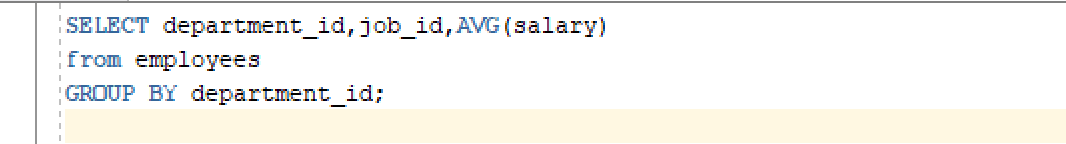 SELECT department_id,job_id,AVG(salary)
from employees
GROUP BY department_id;